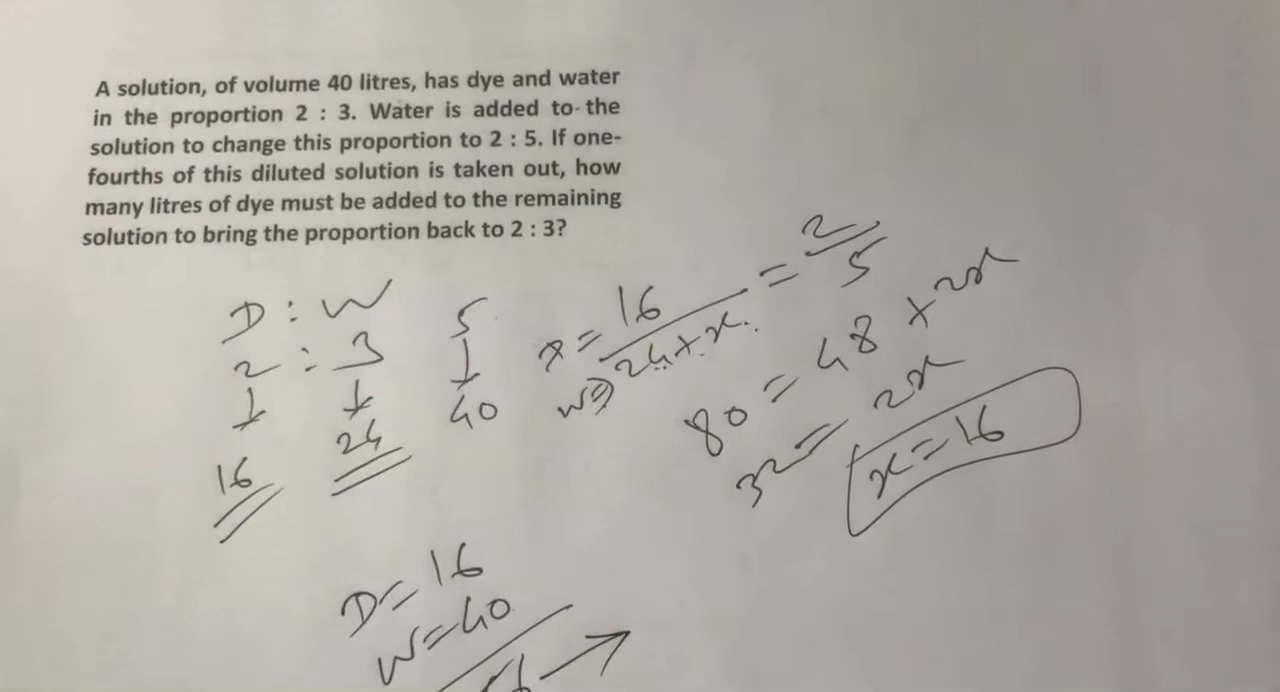 A solution, of volume 40 litres, has dye and water
in the proportion 2 : 3. Water is added to the
solution to change this proportion to 2 : 5. If one-
fourths of this diluted solution is taken out, how
many litres of dye must be added to the remaining
solution to bring the proportion back to 2 : 3?
D : W
2 : 3 5
16 24 40
16 / 24 + x = 2 / 5
W
80 = 48 + 2x
32 = 2x
x = 16
D = 16
W = 40